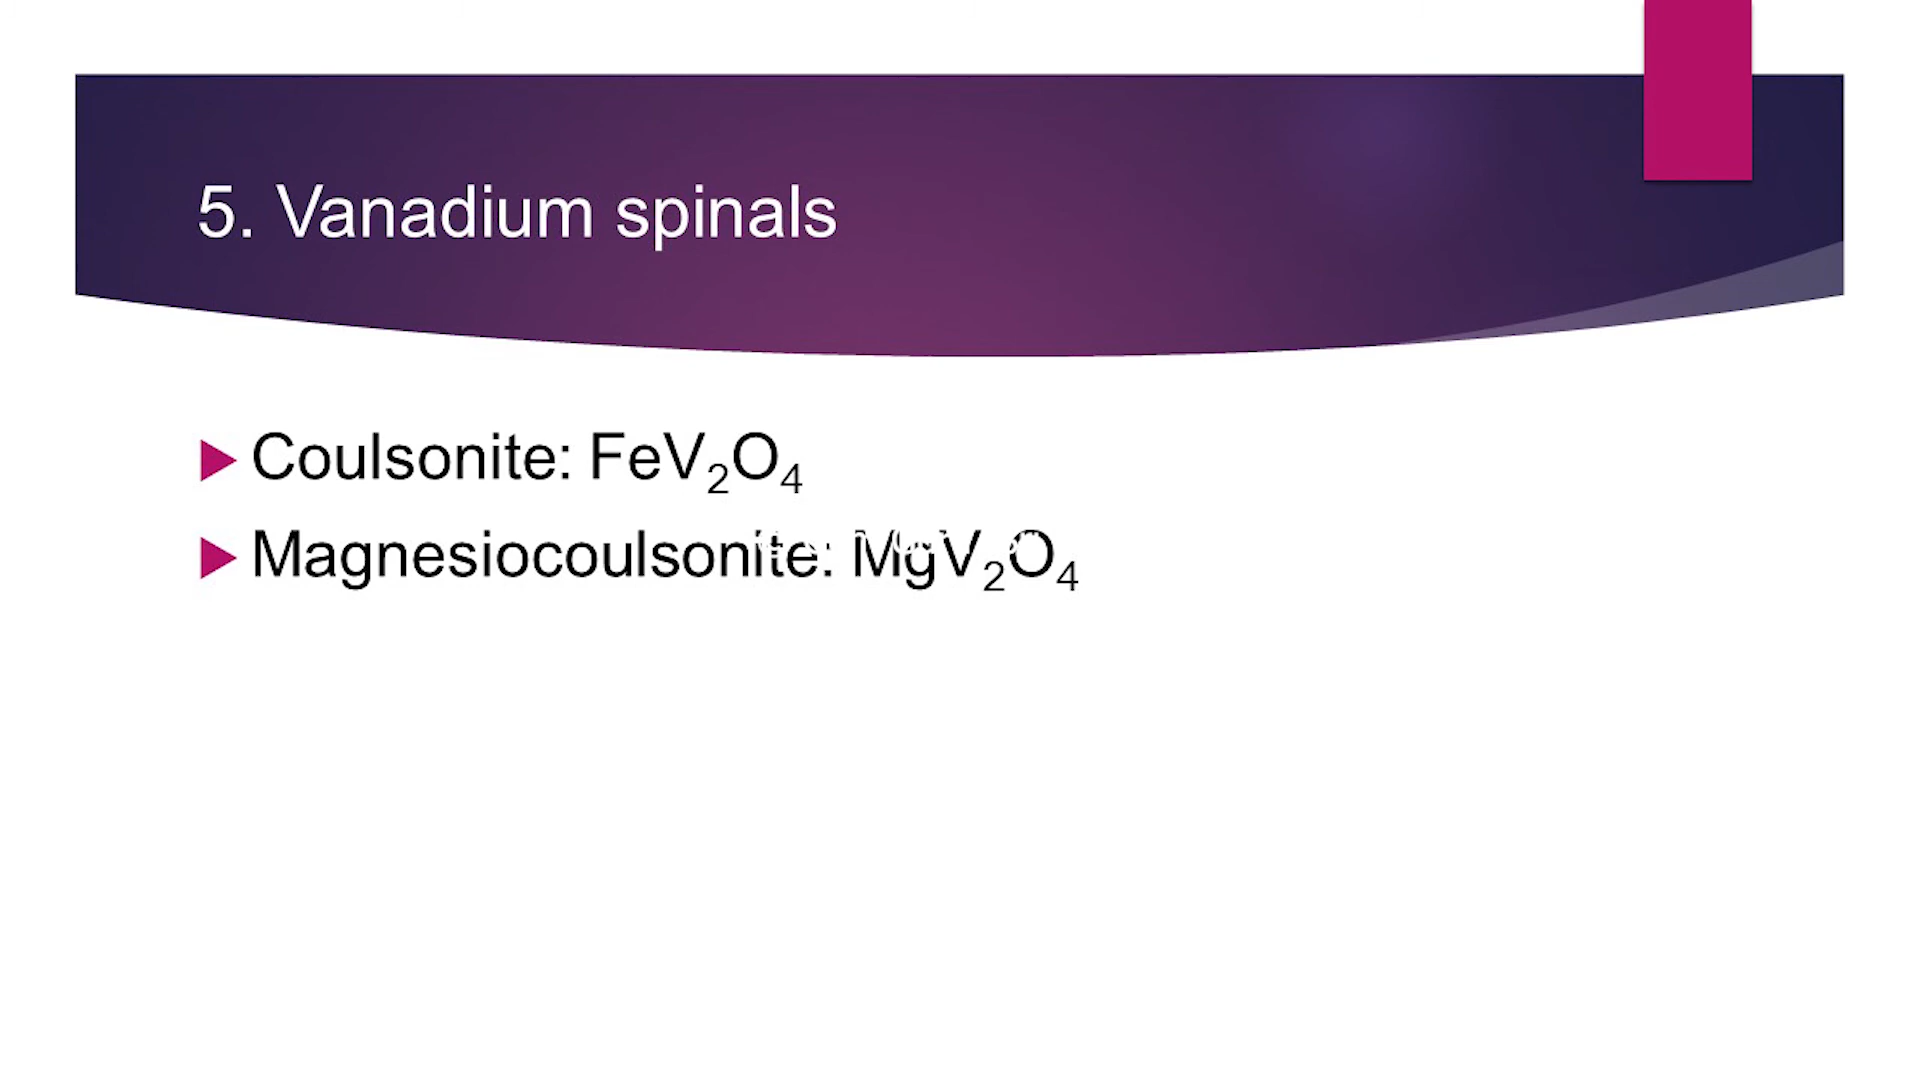 5. Vanadium spinals
Coulsonite: FeV₂O₄
Magnesiocoulsonite: MgV₂O₄